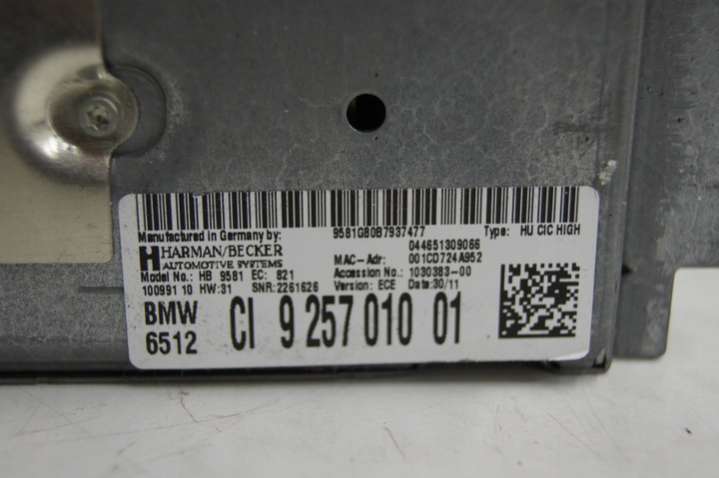 Manufactured in Germany by: 9581G80B7937477 Type: HU CIC HIGH
HARMAN/BECKER 044651309066
AUTOMOTIVE SYSTEMS MAC-Adr: 001CD724A952
Model No.: HB 9581 EC: 821 Accession No.: 1030383-00
100991 10 HW:31 SNR:2261626 Version: ECE Date:30/11
BMW
6512 CI 9 257 010 01